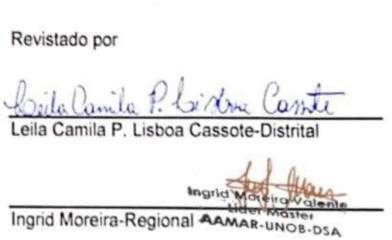 Revistado por
Leila Camila P. Lisboa Cassote
Leila Camila P. Lisboa Cassote-Distrital
Ingrid Moreira Valente
Líder Máster
Ingrid Moreira-Regional AAMAR-UNOB-DSA